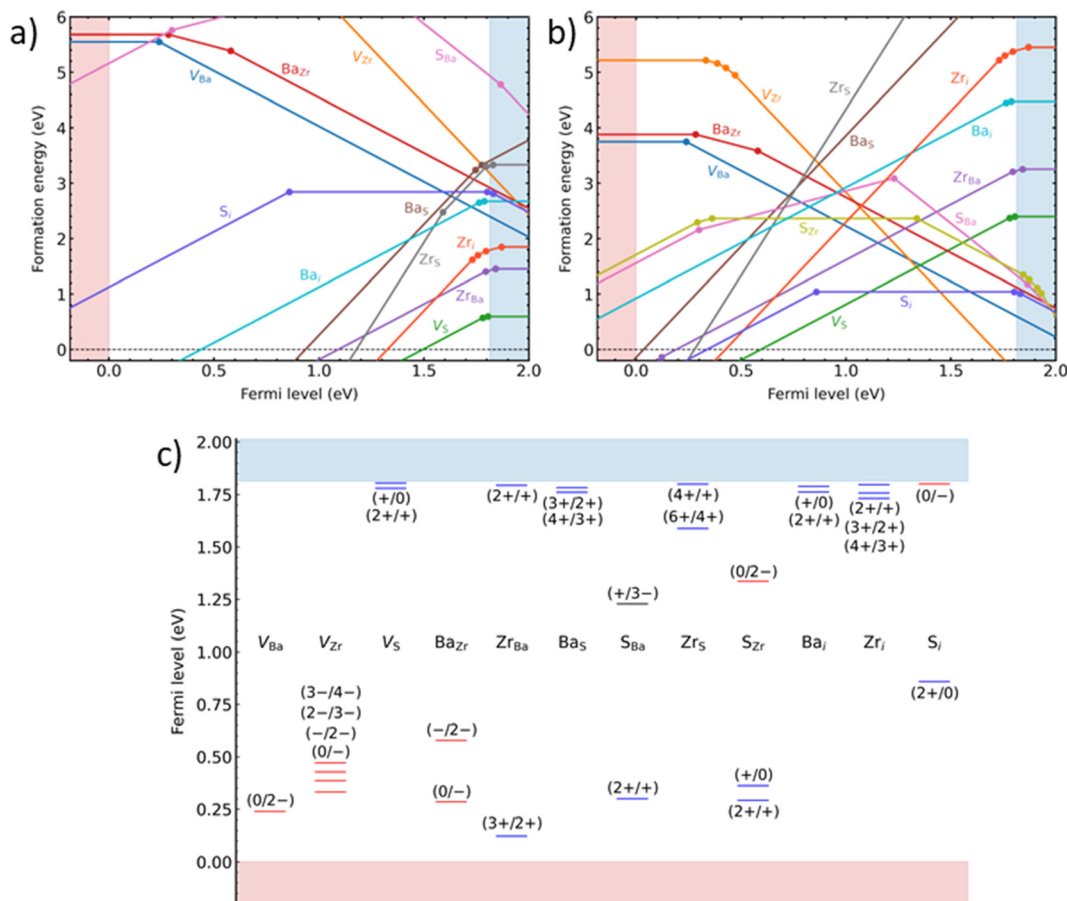 a)
6
5
4
3
2
1
0
Formation energy (eV)
0.0 0.5 1.0 1.5 2.0
Fermi level (eV)
V_Ba
Ba_Zr
V_Zr
S_Ba
S_i
Ba_S
Ba_i
Zr_S
Zr_i
Zr_Ba
V_S
b)
6
5
4
3
2
1
0
Formation energy (eV)
0.0 0.5 1.0 1.5 2.0
Fermi level (eV)
V_Zr
Ba_Zr
V_Ba
Zr_S
Zr_i
Ba_S
Ba_i
Zr_Ba
S_Zr
S_Ba
S_i
V_S
c)
2.00
1.75
1.50
1.25
1.00
0.75
0.50
0.25
0.00
Fermi level (eV)
(+/0)
(2+/+)
(2+/+)
(3+/2+)
(4+/3+)
(4+/+)
(6+/4+)
(+/0)
(2+/+)
(2+/+)
(3+/2+)
(4+/3+)
(0/−)
(+/3−)
(0/2−)
V_Ba V_Zr V_S Ba_Zr Zr_Ba Ba_S S_Ba Zr_S S_Zr Ba_i Zr_i S_i
(2+/0)
(3−/4−)
(2−/3−)
(−/2−)
(0/−)
(−/2−)
(0/2−)
(0/−)
(3+/2+)
(2+/+)
(+/0)
(2+/+)